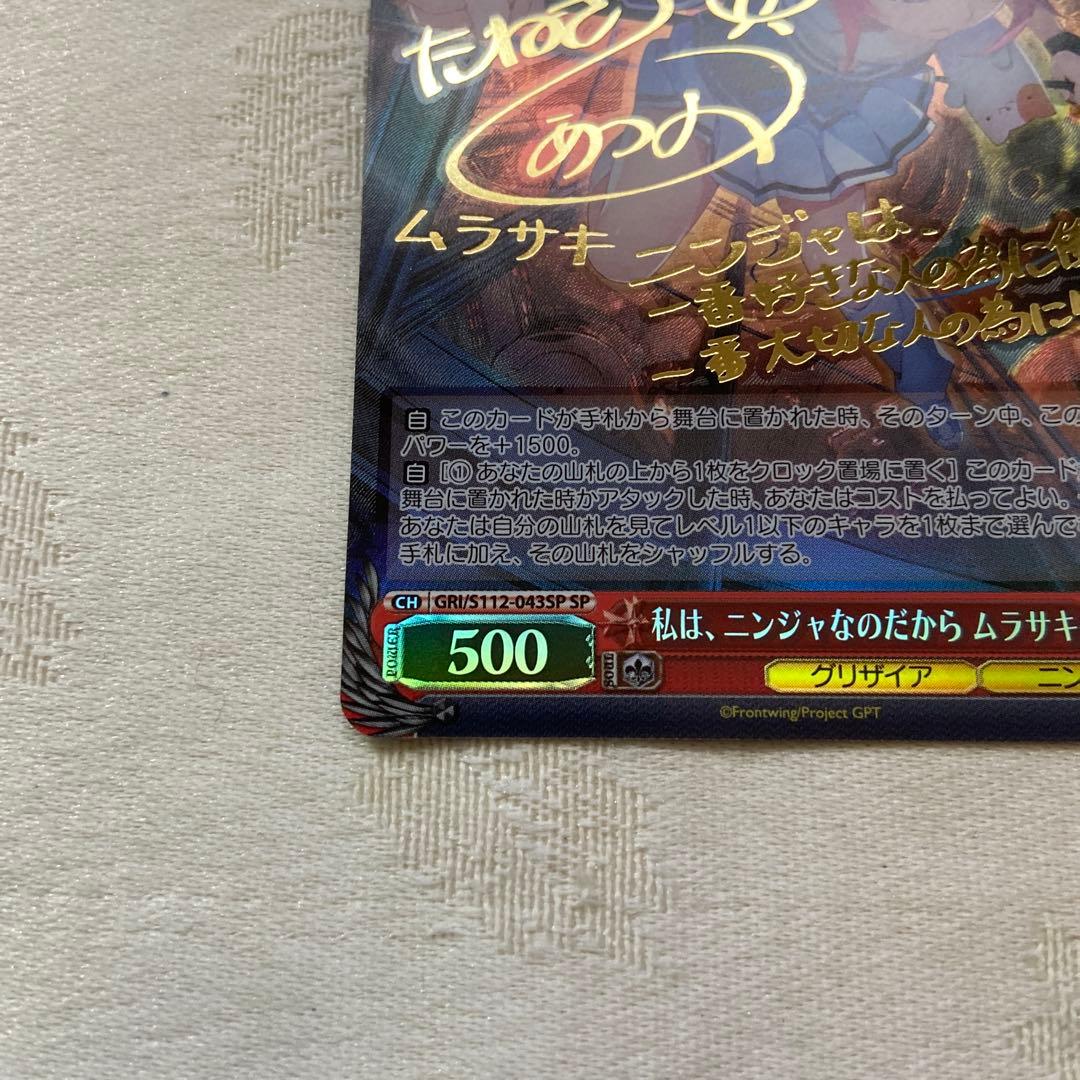 たねざき
あつみ
ムラサキ
ニンジャは、
一番好きな人の為に
一番大切な人の為に
自 このカードが手札から舞台に置かれた時、そのターン中、この
パワーを+1500。
自 [① あなたの山札の上から1枚をクロック置場に置く] このカード
舞台に置かれた時かアタックした時、あなたはコストを払ってよい。
あなたは自分の山札を見てレベル1以下のキャラを1枚まで選んで
手札に加え、その山札をシャッフルする。
CH GRI/S112-043SP SP
私は、ニンジャなのだから ムラサキ
POWER 500
SOUL
グリザイア ニン
©Frontwing/Project GPT